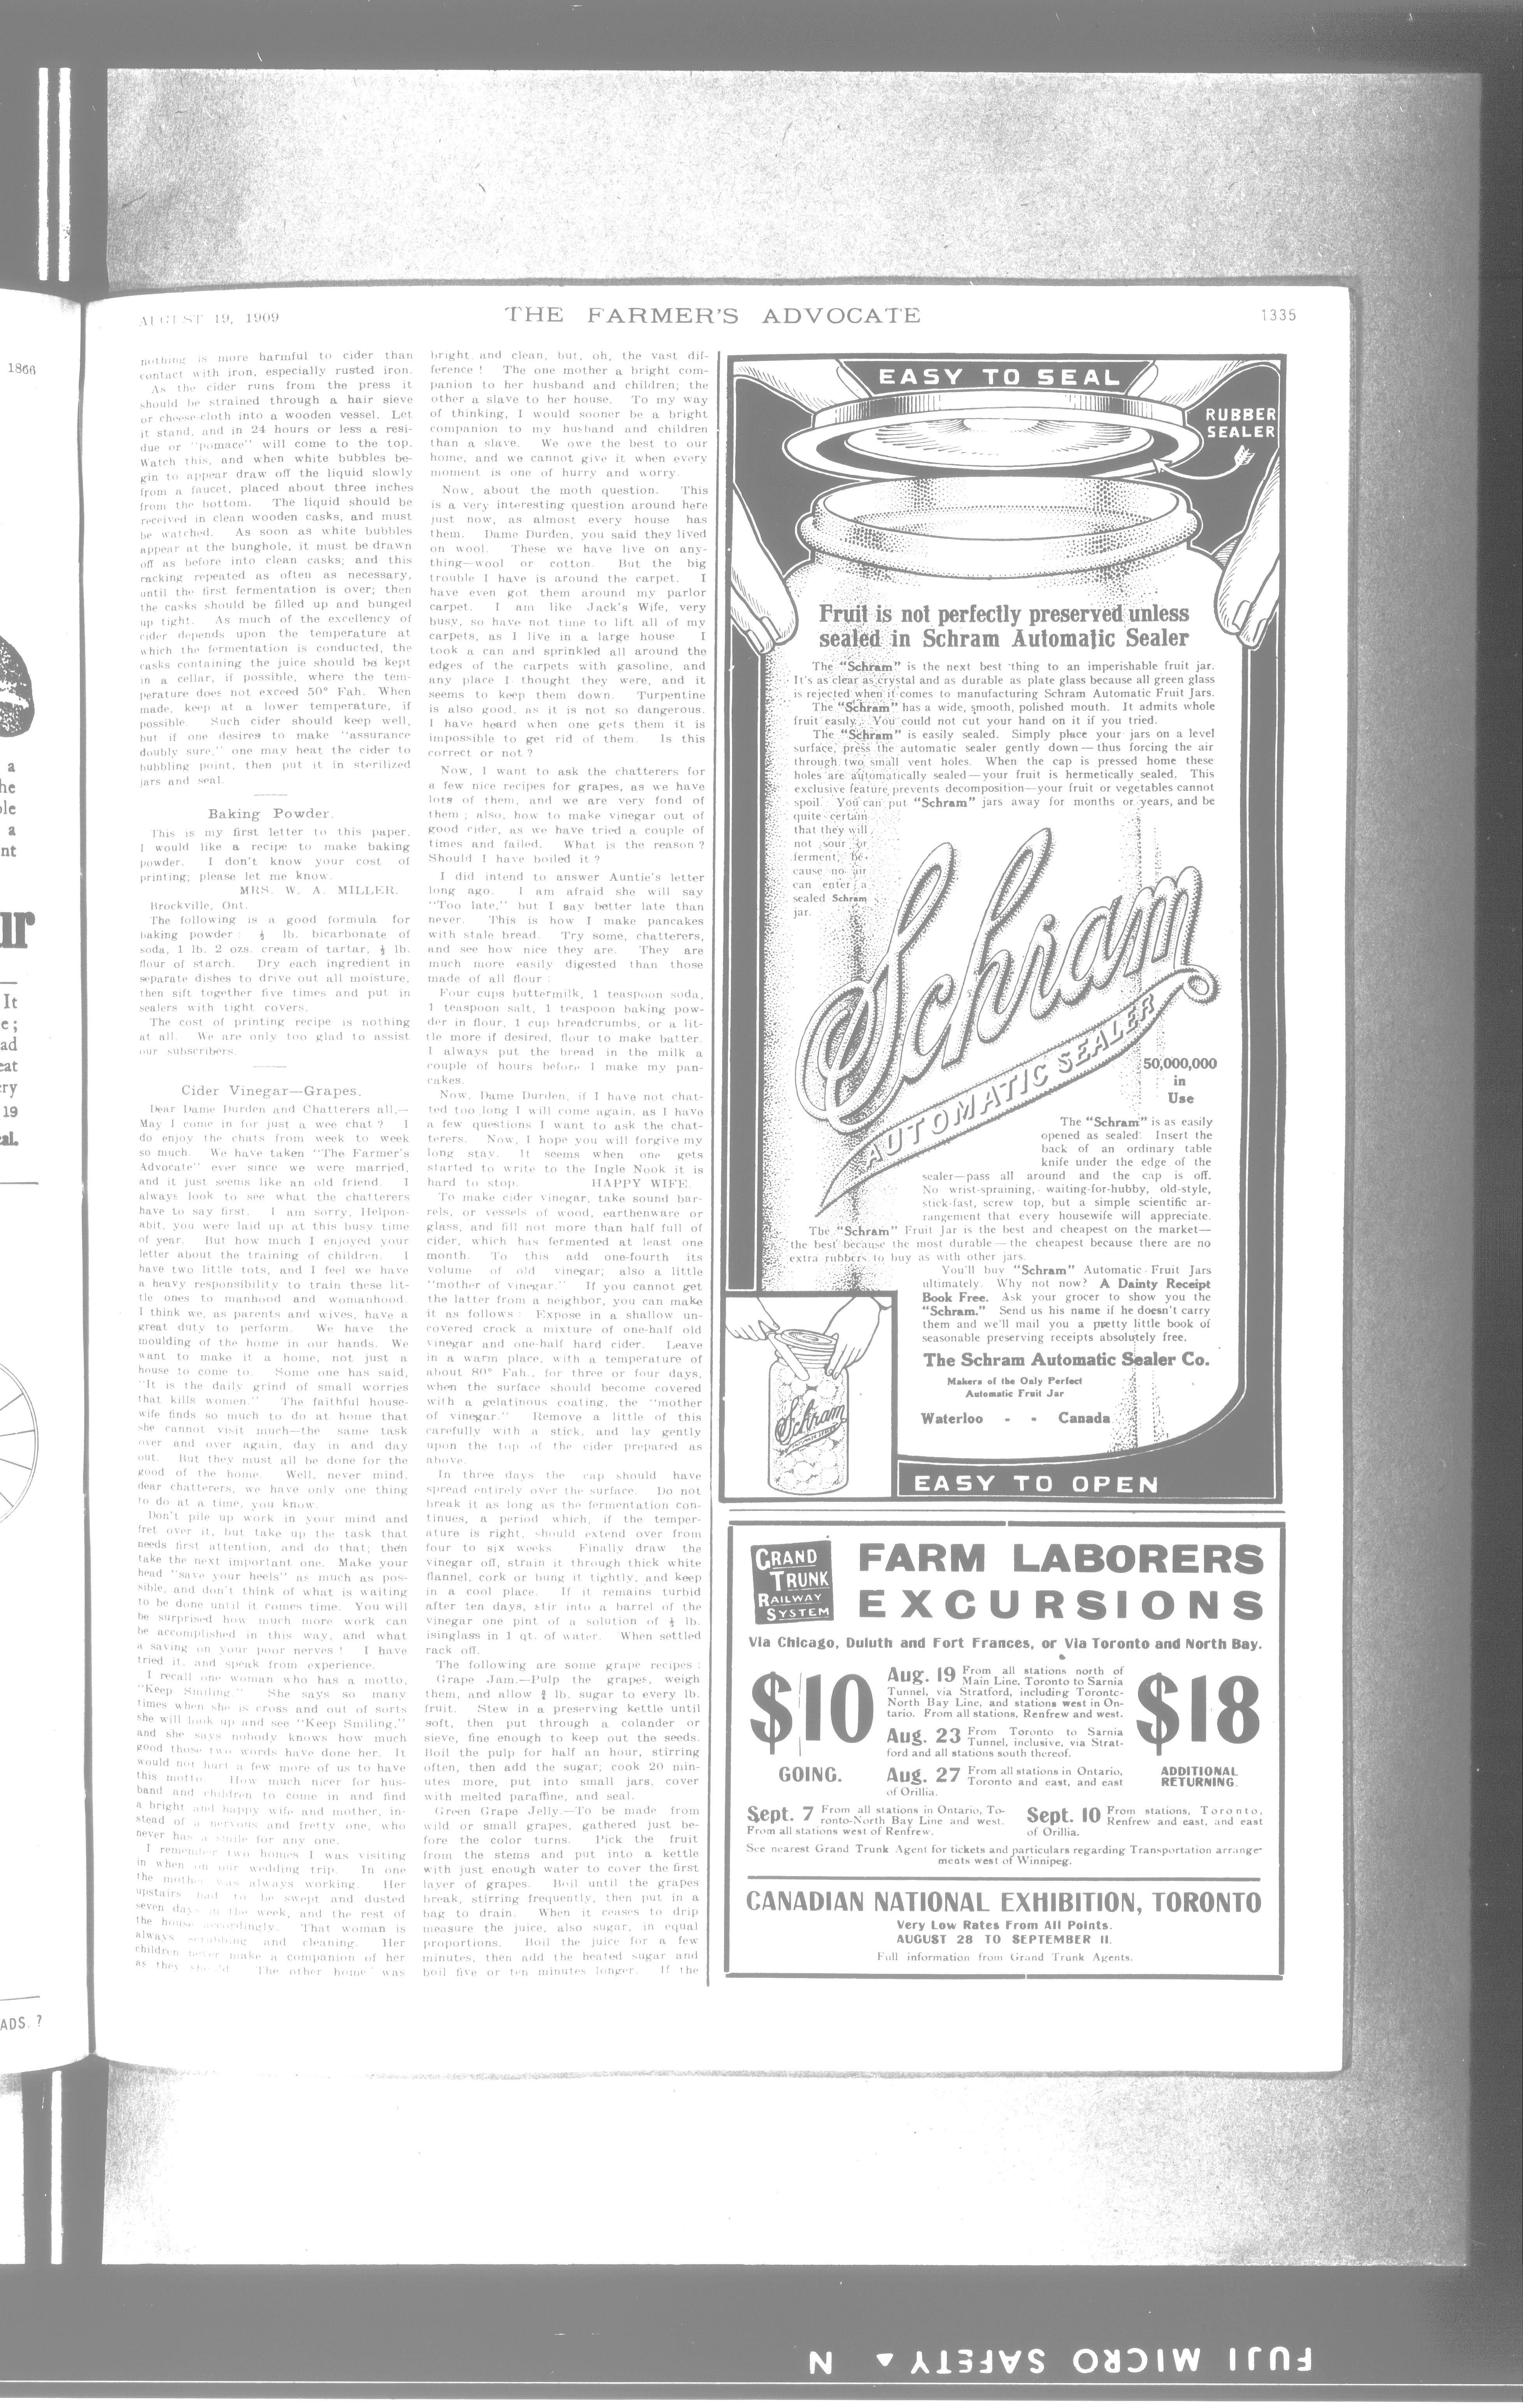 AUGUST 19, 1909
THE FARMER'S ADVOCATE
1335
nothing is more harmful to cider than
contact with iron, especially rusted iron.
As the cider runs from the press it
should be strained through a hair sieve
or cheese-cloth into a wooden vessel. Let
it stand, and in 24 hours or less a resi-
due or "pomace" will come to the top.
Watch this, and when white bubbles be-
gin to appear draw off the liquid slowly
from a faucet, placed about three inches
from the bottom. The liquid should be
received in clean wooden casks, and must
be watched. As soon as white bubbles
appear at the bunghole, it must be drawn
off as before into clean casks; and this
racking repeated as often as necessary,
until the first fermentation is over; then
the casks should be filled up and bunged
up tight. As much of the excellency of
cider depends upon the temperature at
which the fermentation is conducted, the
casks containing the juice should be kept
in a cellar, if possible, where the tem-
perature does not exceed 50° Fah. When
made, keep at a lower temperature, if
possible. Such cider should keep well,
but if one desires to make "assurance
doubly sure," one may heat the cider to
bubbling point, then put it in sterilized
jars and seal.
Baking Powder.
This is my first letter to this paper.
I would like a recipe to make baking
powder. I don't know your cost of
printing; please let me know.
MRS. W. A. MILLER.
Brockville, Ont.
The following is a good formula for
baking powder: ½ lb. bicarbonate of
soda, 1 lb. 2 ozs. cream of tartar, ½ lb.
flour of starch. Dry each ingredient in
separate dishes to drive out all moisture,
then sift together five times and put in
sealers with tight covers.
The cost of printing recipe is nothing
at all. We are only too glad to assist
our subscribers.
Cider Vinegar—Grapes.
Dear Dame Durden and Chatterers all,—
May I come in for just a wee chat? I
do enjoy the chats from week to week
so much. We have taken "The Farmer's
Advocate" ever since we were married,
and it just seems like an old friend. I
always look to see what the chatterers
have to say first. I am sorry, Helpon-
abit, you were laid up at this busy time
of year. But how much I enjoyed your
letter about the training of children. I
have two little tots, and I feel we have
a heavy responsibility to train these lit-
tle ones to manhood and womanhood.
I think we, as parents and wives, have a
great duty to perform. We have the
moulding of the home in our hands. We
want to make it a home, not just a
house to come to. Some one has said,
"It is the daily grind of small worries
that kills women." The faithful house-
wife finds so much to do at home that
she cannot visit much—the same task
over and over again, day in and day
out. But they must all be done for the
good of the home. Well, never mind,
dear chatterers, we have only one thing
to do at a time, you know.
Don't pile up work in your mind and
fret over it, but take up the task that
needs first attention, and do that; then
take the next important one. Make your
head "save your heels" as much as pos-
sible, and don't think of what is waiting
to be done until it comes time. You will
be surprised how much more work can
be accomplished in this way, and what
a saving on your poor nerves! I have
tried it, and speak from experience.
I recall one woman who has a motto,
"Keep Smiling." She says so many
times when she is cross and out of sorts
she will look up and see "Keep Smiling,"
and she says nobody knows how much
good those two words have done her. It
would not hurt a few more of us to have
this motto. How much nicer for hus-
band and children to come in and find
a bright and happy wife and mother, in-
stead of a nervous and fretty one, who
never has a smile for any one.
I remember two homes I was visiting
in when on our wedding trip. In one
the mother was always working. Her
upstairs had to be swept and dusted
seven days in the week, and the rest of
the house accordingly. That woman is
always scrubbing and cleaning. Her
children never make a companion of her
as they should. The other home was
bright and clean, but, oh, the vast dif-
ference! The one mother a bright com-
panion to her husband and children; the
other a slave to her house. To my way
of thinking, I would sooner be a bright
companion to my husband and children
than a slave. We owe the best to our
home, and we cannot give it when every
moment is one of hurry and worry.
Now, about the moth question. This
is a very interesting question around here
just now, as almost every house has
them. Dame Durden, you said they lived
on wool. These we have live on any-
thing—wool or cotton. But the big
trouble I have is around the carpet. I
have even got them around my parlor
carpet. I am like Jack's Wife, very
busy, so have not time to lift all of my
carpets, as I live in a large house. I
took a can and sprinkled all around the
edges of the carpets with gasoline, and
any place I thought they were, and it
seems to keep them down. Turpentine
is also good, as it is not so dangerous.
I have heard when one gets them it is
impossible to get rid of them. Is this
correct or not?
Now, I want to ask the chatterers for
a few nice recipes for grapes, as we have
lots of them, and we are very fond of
them; also, how to make vinegar out of
good cider, as we have tried a couple of
times and failed. What is the reason?
Should I have boiled it?
I did intend to answer Auntie's letter
long ago. I am afraid she will say
"Too late," but I say better late than
never. This is how I make pancakes
with stale bread. Try some, chatterers,
and see how nice they are. They are
much more easily digested than those
made of all flour:
Four cups buttermilk, 1 teaspoon soda,
1 teaspoon salt, 1 teaspoon baking pow-
der in flour, 1 cup breadcrumbs, or a lit-
tle more if desired, flour to make batter.
I always put the bread in the milk a
couple of hours before I make my pan-
cakes.
Now, Dame Durden, if I have not chat-
ted too long I will come again, as I have
a few questions I want to ask the chat-
terers. Now, I hope you will forgive my
long stay. It seems when one gets
started to write to the Ingle Nook it is
hard to stop. HAPPY WIFE.
To make cider vinegar, take sound bar-
rels, or vessels of wood, earthenware or
glass, and fill not more than half full of
cider, which has fermented at least one
month. To this add one-fourth its
volume of old vinegar; also a little
"mother of vinegar." If you cannot get
the latter from a neighbor, you can make
it as follows: Expose in a shallow un-
covered crock a mixture of one-half old
vinegar and one-half hard cider. Leave
in a warm place, with a temperature of
about 80° Fah., for three or four days,
when the surface should become covered
with a gelatinous coating, the "mother
of vinegar." Remove a little of this
carefully with a stick, and lay gently
upon the top of the cider prepared as
above.
In three days the cap should have
spread entirely over the surface. Do not
break it as long as the fermentation con-
tinues, a period which, if the temper-
ature is right, should extend over from
four to six weeks. Finally draw the
vinegar off, strain it through thick white
flannel, cork or bung it tightly, and keep
in a cool place. If it remains turbid
after ten days, stir into a barrel of the
vinegar one pint of a solution of ½ lb.
isinglass in 1 qt. of water. When settled
rack off.
The following are some grape recipes:
Grape Jam.—Pulp the grapes, weigh
them, and allow ¾ lb. sugar to every lb.
fruit. Stew in a preserving kettle until
soft, then put through a colander or
sieve, fine enough to keep out the seeds.
Boil the pulp for half an hour, stirring
often, then add the sugar; cook 20 min-
utes more, put into small jars, cover
with melted paraffine, and seal.
Green Grape Jelly.—To be made from
wild or small grapes, gathered just be-
fore the color turns. Pick the fruit
from the stems and put into a kettle
with just enough water to cover the first
layer of grapes. Boil until the grapes
break, stirring frequently, then put in a
bag to drain. When it ceases to drip
measure the juice, also sugar, in equal
proportions. Boil the juice for a few
minutes, then add the heated sugar and
boil five or ten minutes longer. If the
EASY TO SEAL
RUBBER
SEALER
Fruit is not perfectly preserved unless
sealed in Schram Automatic Sealer
The "Schram" is the next best thing to an imperishable fruit jar.
It's as clear as crystal and as durable as plate glass because all green glass
is rejected when it comes to manufacturing Schram Automatic Fruit Jars.
The "Schram" has a wide, smooth, polished mouth. It admits whole
fruit easily. You could not cut your hand on it if you tried.
The "Schram" is easily sealed. Simply place your jars on a level
surface, press the automatic sealer gently down—thus forcing the air
through two small vent holes. When the cap is pressed home these
holes are automatically sealed—your fruit is hermetically sealed. This
exclusive feature prevents decomposition—your fruit or vegetables cannot
spoil. You can put "Schram" jars away for months or years, and be
quite certain
that they will
not sour or
ferment, be-
cause no air
can enter a
sealed Schram
jar.
Schram
AUTOMATIC SEALER
50,000,000
in
Use
The "Schram" is as easily
opened as sealed: Insert the
back of an ordinary table
knife under the edge of the
sealer—pass all around and the cap is off.
No wrist-spraining, waiting-for-hubby, old-style,
stick-fast, screw top, but a simple scientific ar-
rangement that every housewife will appreciate.
The "Schram" Fruit Jar is the best and cheapest on the market—
the best because the most durable—the cheapest because there are no
extra rubbers to buy as with other jars.
You'll buy "Schram" Automatic Fruit Jars
ultimately. Why not now? A Dainty Receipt
Book Free. Ask your grocer to show you the
"Schram." Send us his name if he doesn't carry
them and we'll mail you a pretty little book of
seasonable preserving receipts absolutely free.
The Schram Automatic Sealer Co.
Makers of the Only Perfect
Automatic Fruit Jar
Waterloo - - Canada
Schram
EASY TO OPEN
GRAND
TRUNK
RAILWAY
SYSTEM
FARM LABORERS
EXCURSIONS
Via Chicago, Duluth and Fort Frances, or Via Toronto and North Bay.
$10
GOING.
Aug. 19 From all stations north of
Main Line, Toronto to Sarnia
Tunnel, via Stratford, including Toronto-
North Bay Line, and stations west in On-
tario. From all stations, Renfrew and west.
Aug. 23 From Toronto to Sarnia
Tunnel, inclusive, via Strat-
ford and all stations south thereof.
Aug. 27 From all stations in Ontario,
Toronto and east, and east
of Orillia.
$18
ADDITIONAL
RETURNING.
Sept. 7 From all stations in Ontario, To-
ronto-North Bay Line and west.
From all stations west of Renfrew.
Sept. 10 From stations, Toronto,
Renfrew and east, and east
of Orillia.
See nearest Grand Trunk Agent for tickets and particulars regarding Transportation arrange-
ments west of Winnipeg.
CANADIAN NATIONAL EXHIBITION, TORONTO
Very Low Rates From All Points.
AUGUST 28 TO SEPTEMBER 11.
Full information from Grand Trunk Agents.
1866
a
he
ble
a
nt
ur
It
e;
ad
eat
ery
19
eal.
ADS. ?
FUJI MICRO SAFETY N